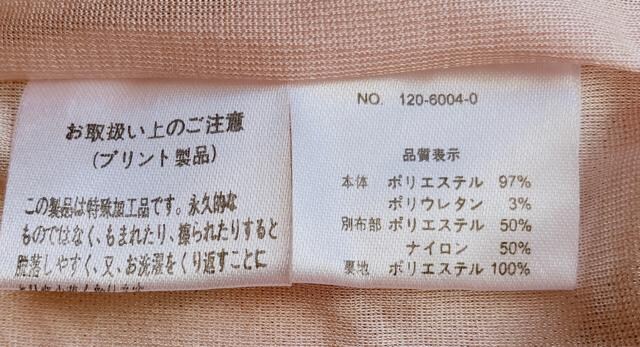 お取扱い上のご注意
(プリント製品)
この製品は特殊加工品です。永久的な
ものではなく、もまれたり、擦られたりすると
脱落しやすく、又、お洗濯をくり返すことに
NO. 120-6004-0
品質表示
本体 ポリエステル 97%
ポリウレタン 3%
別布部 ポリエステル 50%
ナイロン 50%
裏地 ポリエステル 100%